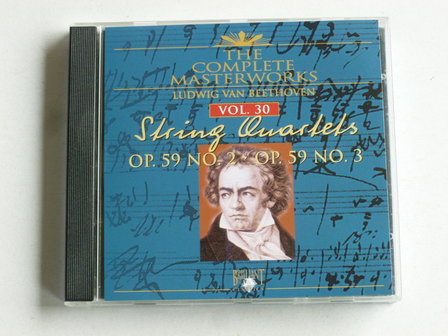 THE
COMPLETE
MASTERWORKS
LUDWIG VAN BEETHOVEN
VOL. 30
String Quartets
OP. 59 NO. 2 - OP. 59 NO. 3